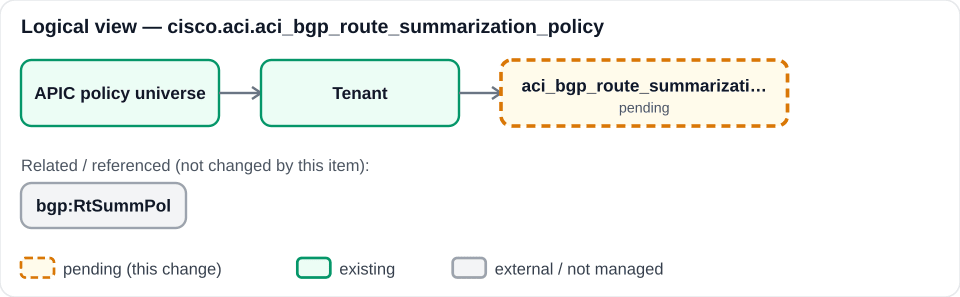 Logical view — cisco.aci.aci_bgp_route_summarization_policy
APIC policy universe
Tenant
aci_bgp_route_summarizati…
pending
Related / referenced (not changed by this item):
bgp:RtSummPol
pending (this change)
existing
external / not managed